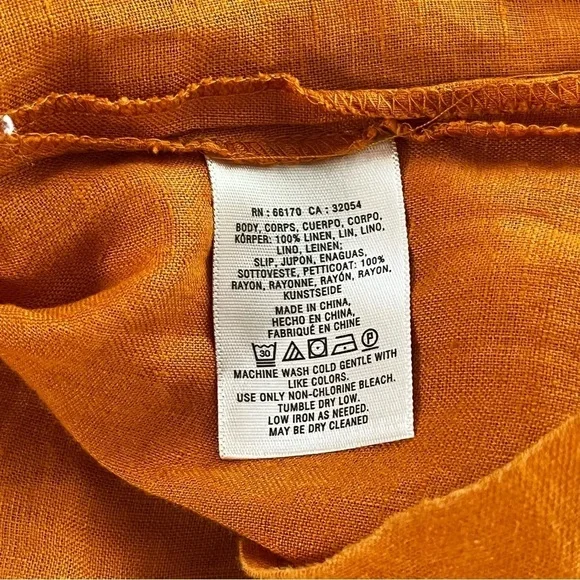 RN : 66170 CA : 32054
BODY, CORPS, CUERPO, CORPO,
KÖRPER: 100% LINEN, LIN, LINO,
LINO, LEINEN;
SLIP, JUPON, ENAGUAS,
SOTTOVESTE, PETTICOAT: 100%
RAYON, RAYONNE, RAYÓN, RAYON,
KUNSTSEIDE
MADE IN CHINA,
HECHO EN CHINA,
FABRIQUÉ EN CHINE
30 P
MACHINE WASH COLD GENTLE WITH
LIKE COLORS.
USE ONLY NON-CHLORINE BLEACH.
TUMBLE DRY LOW.
LOW IRON AS NEEDED.
MAY BE DRY CLEANED